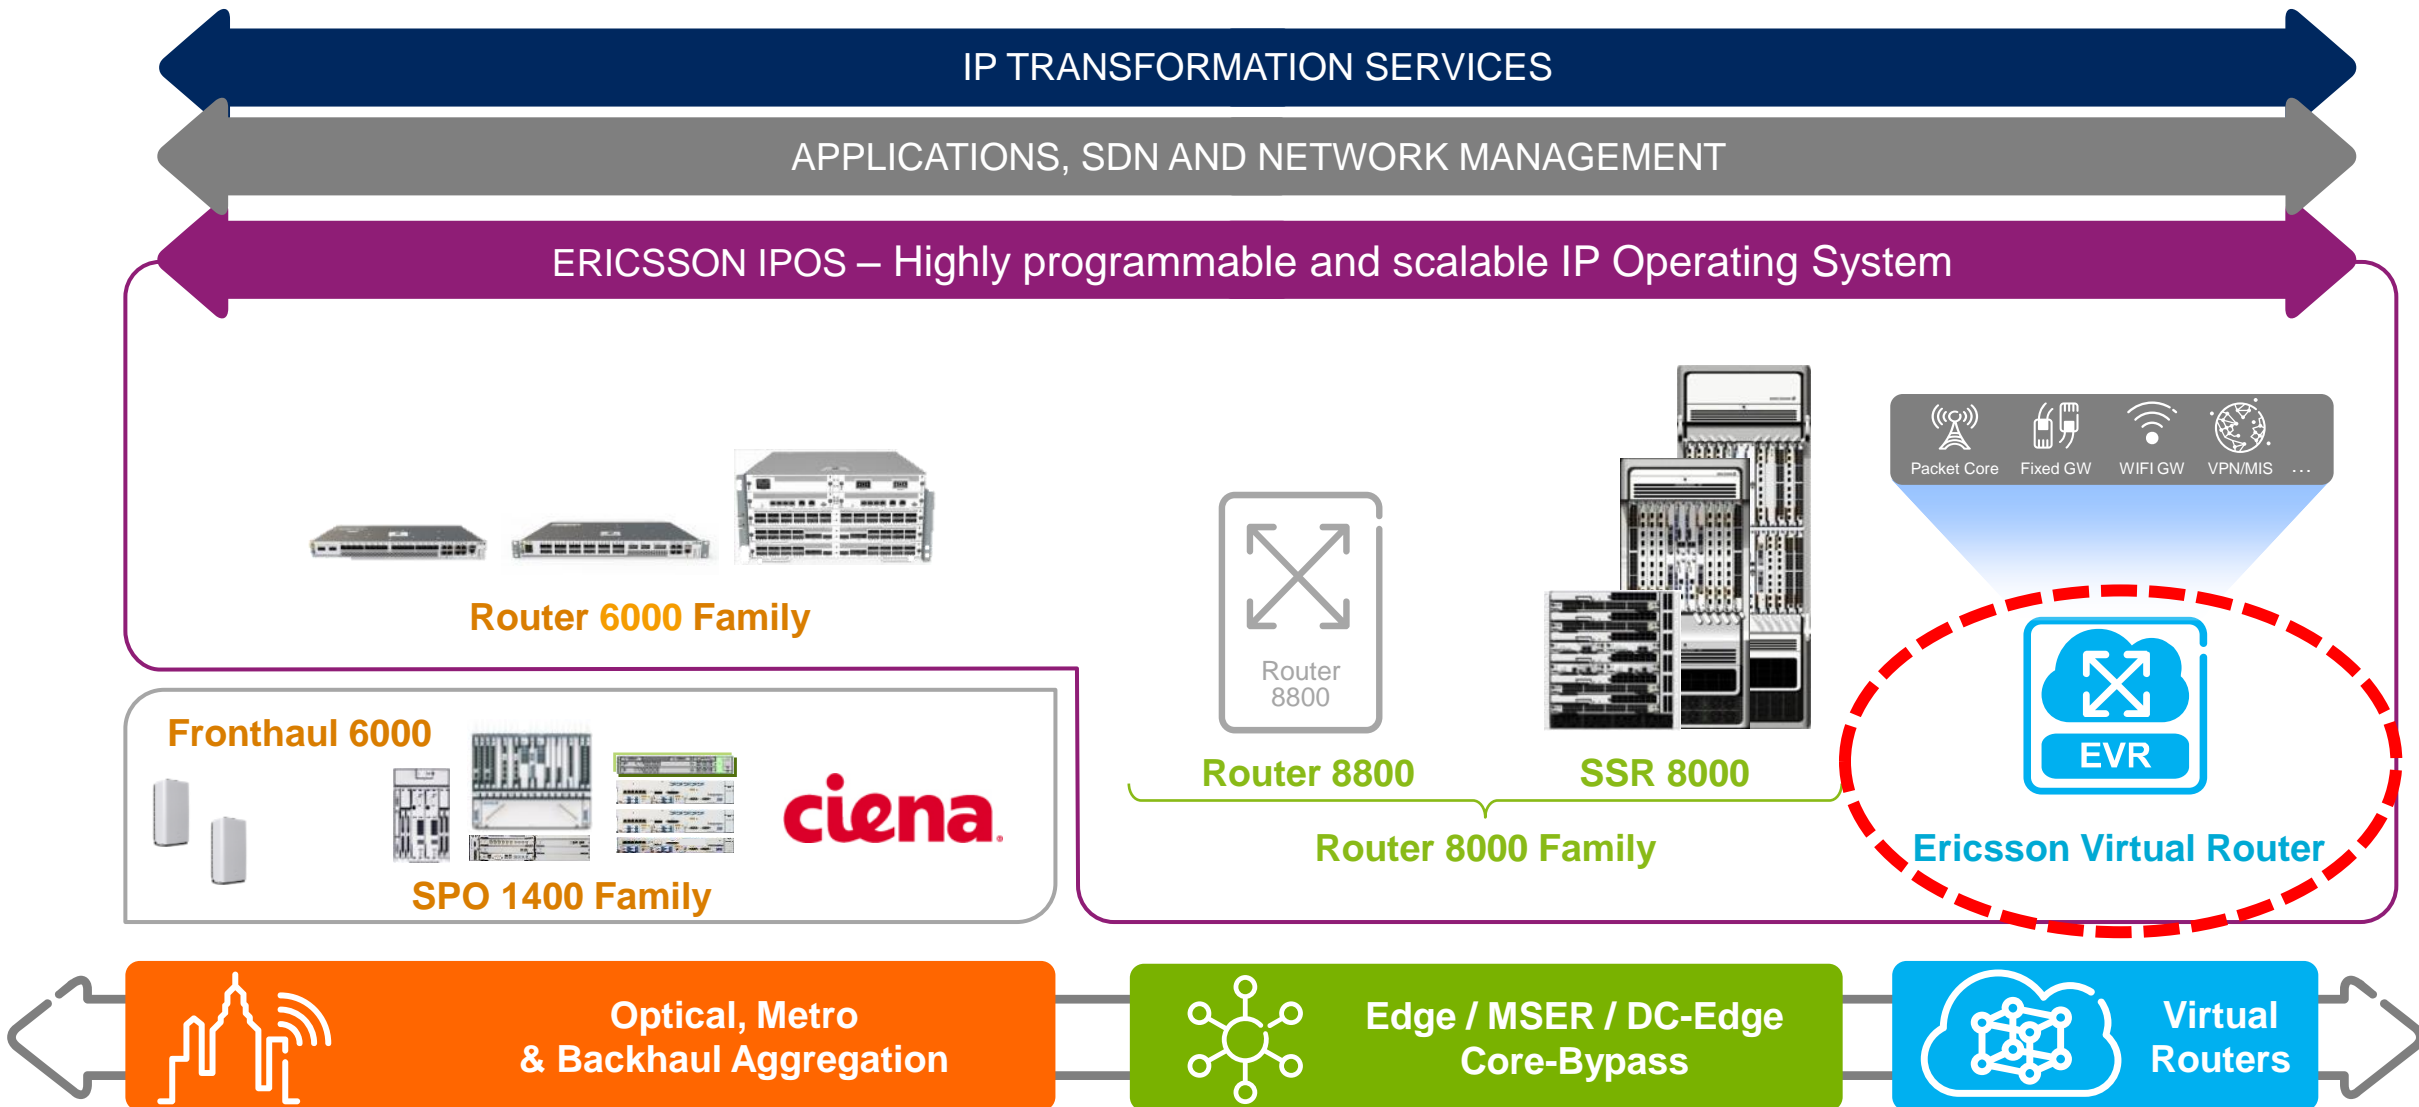 IP TRANSFORMATION SERVICES
APPLICATIONS, SDN AND NETWORK MANAGEMENT
ERICSSON IPOS – Highly programmable and scalable IP Operating System
Packet Core Fixed GW WIFI GW VPN/MIS ...
Router 6000 Family
Router
8800
EVR
Fronthaul 6000
ciena
Router 8800 SSR 8000
Router 8000 Family
Ericsson Virtual Router
SPO 1400 Family
Optical, Metro
& Backhaul Aggregation
Edge / MSER / DC-Edge
Core-Bypass
Virtual
Routers